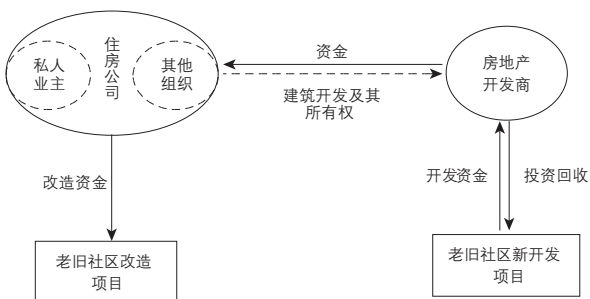 私人
业主
住房公司
其他
组织
资金
建筑开发及其
所有权
房地产
开发商
改造资金
开发资金
投资回收
老旧社区改造
项目
老旧社区新开发
项目